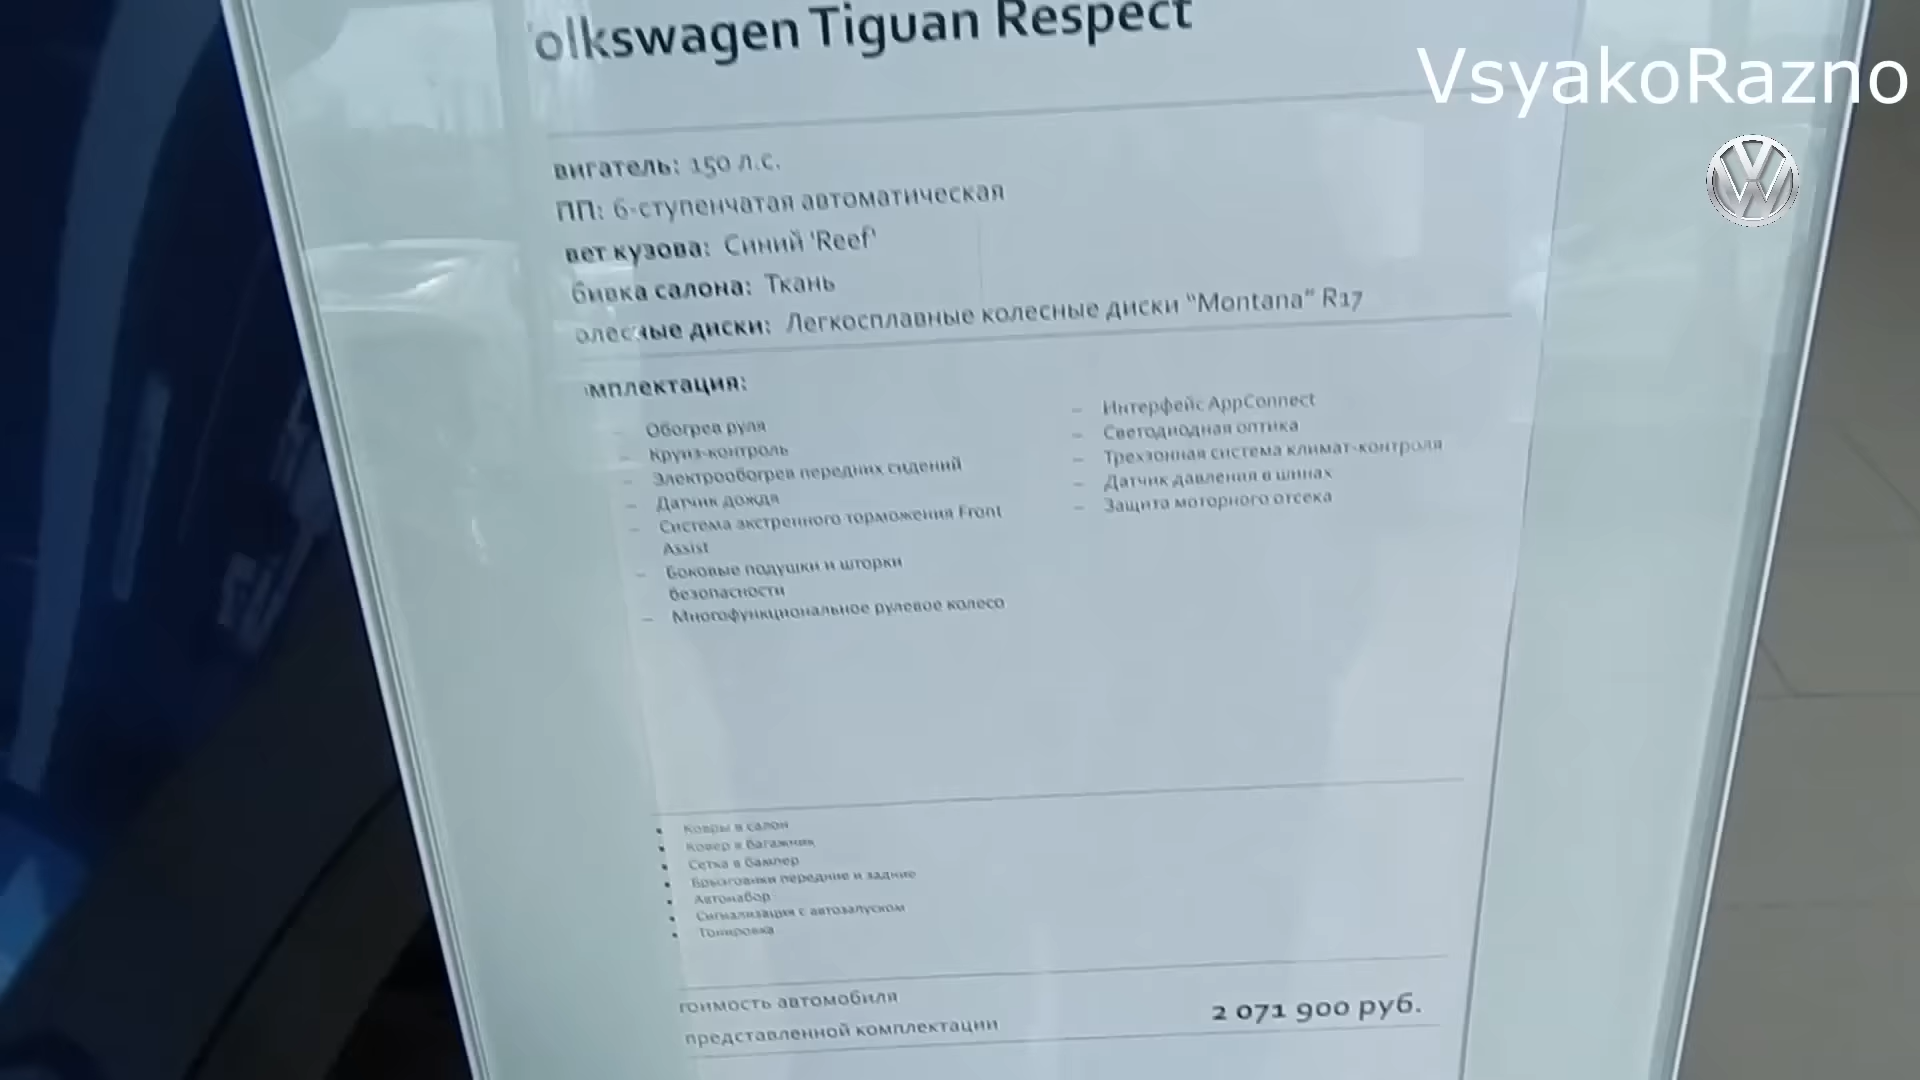 olkswagen Tiguan Respect
VsyakoRazno
вигатель: 150 л.с.
ПП: 6-ступенчатая автоматическая
вет кузова: Синий 'Reef'
бивка салона: Ткань
олесные диски: Легкосплавные колесные диски “Montana” R17
мплектация:
– Обогрев руля
– Круиз-контроль
– Электрообогрев передних сидений
– Датчик дождя
– Система экстренного торможения Front
Assist
– Боковые подушки и шторки
безопасности
– Многофункциональное рулевое колесо
– Интерфейс AppConnect
– Светодиодная оптика
– Трехзонная система климат-контроля
– Датчик давления в шинах
– Защита моторного отсека
• Ковры в салон
• Ковер в багажник
• Сетка в бампер
• Брызговики передние и задние
• Автонабор
• Сигнализация с автозапуском
• Тонировка
тоимость автомобиля
представленной комплектации
2 071 900 руб.